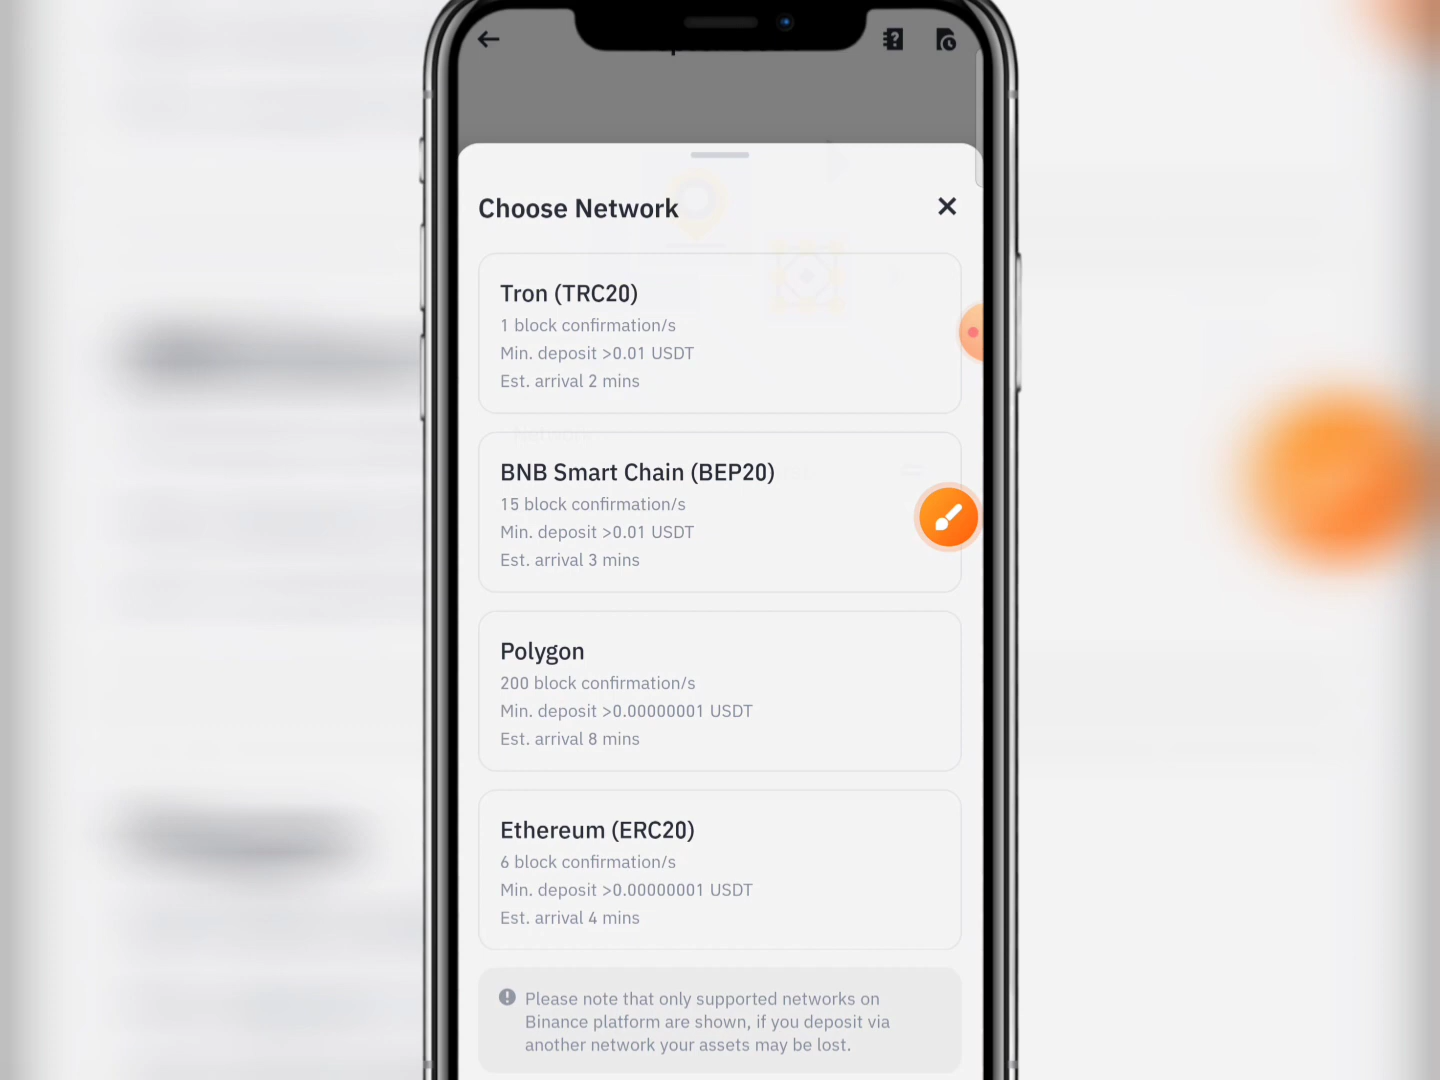 Choose Network
Tron (TRC20)
1 block confirmation/s
Min. deposit >0.01 USDT
Est. arrival 2 mins
BNB Smart Chain (BEP20)
15 block confirmation/s
Min. deposit >0.01 USDT
Est. arrival 3 mins
Polygon
200 block confirmation/s
Min. deposit >0.00000001 USDT
Est. arrival 8 mins
Ethereum (ERC20)
6 block confirmation/s
Min. deposit >0.00000001 USDT
Est. arrival 4 mins
Please note that only supported networks on
Binance platform are shown, if you deposit via
another network your assets may be lost.